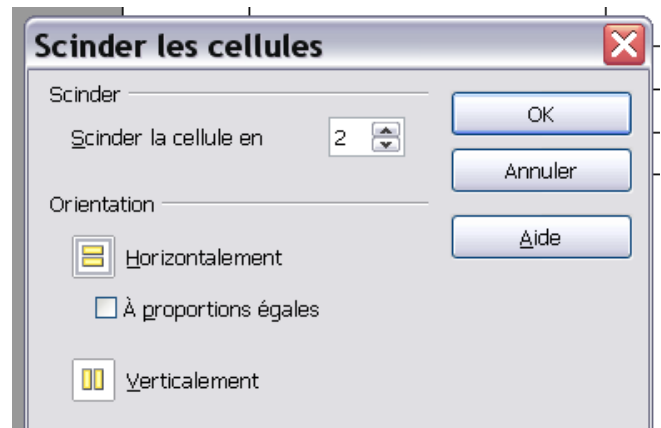 Scinder les cellules
Scinder
Scinder la cellule en 2
OK
Annuler
Aide
Orientation
Horizontalement
À proportions égales
Verticalement